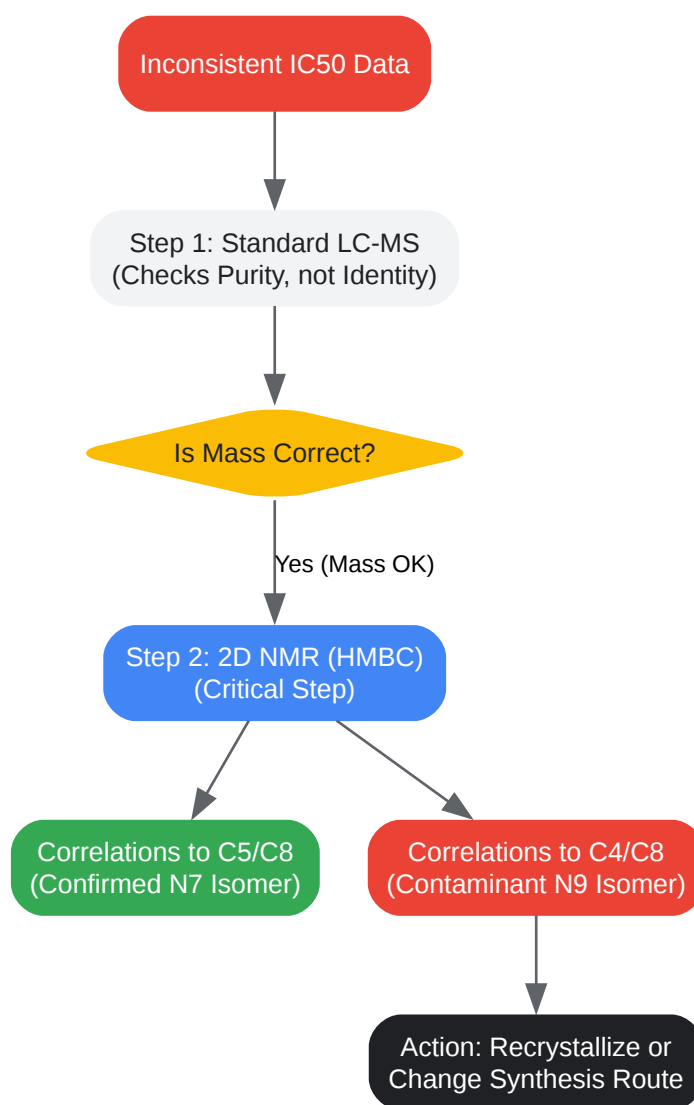 Inconsistent IC50 Data
Step 1: Standard LC-MS
(Checks Purity, not Identity)
Is Mass Correct?
Yes (Mass OK)
Step 2: 2D NMR (HMBC)
(Critical Step)
Correlations to C5/C8
(Confirmed N7 Isomer)
Correlations to C4/C8
(Contaminant N9 Isomer)
Action: Recrystallize or
Change Synthesis Route